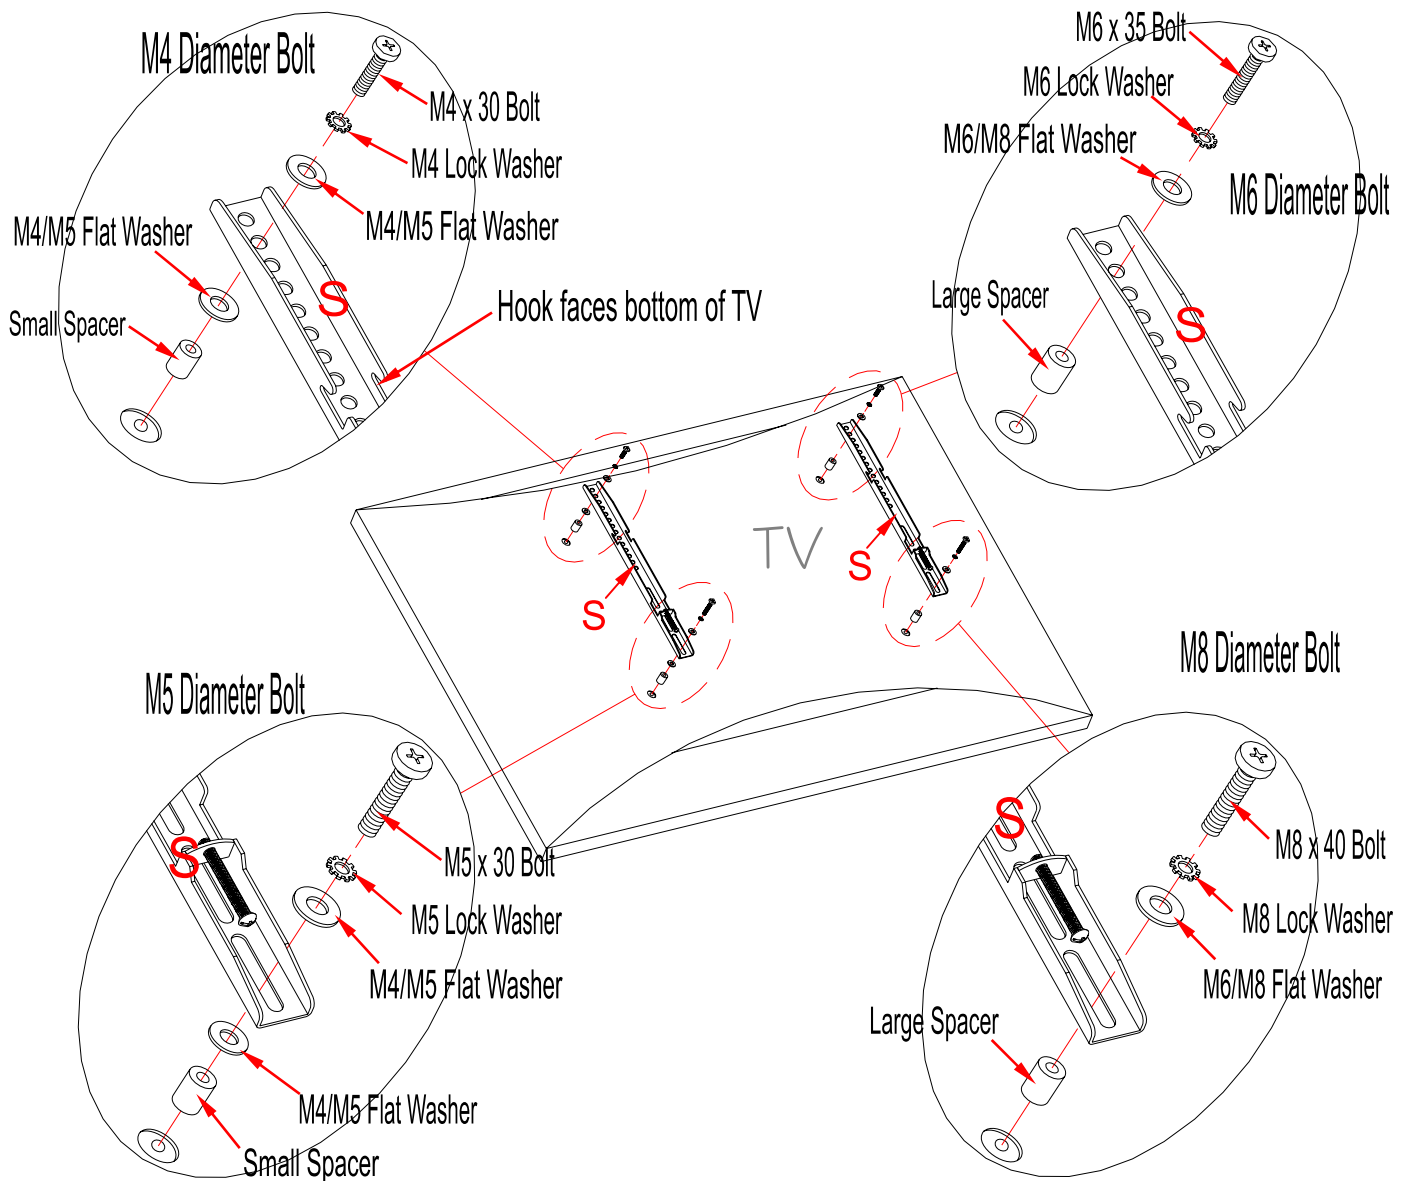 M4 Diameter Bolt
M4 x 30 Bolt
M4 Lock Washer
M4/M5 Flat Washer
M4/M5 Flat Washer
Small Spacer
S
Hook faces bottom of TV
M6 x 35 Bolt
M6 Lock Washer
M6/M8 Flat Washer
M6 Diameter Bolt
Large Spacer
S
TV
S
S
M5 Diameter Bolt
S
M5 x 30 Bolt
M5 Lock Washer
M4/M5 Flat Washer
M4/M5 Flat Washer
Small Spacer
M8 Diameter Bolt
S
M8 x 40 Bolt
M8 Lock Washer
M6/M8 Flat Washer
Large Spacer